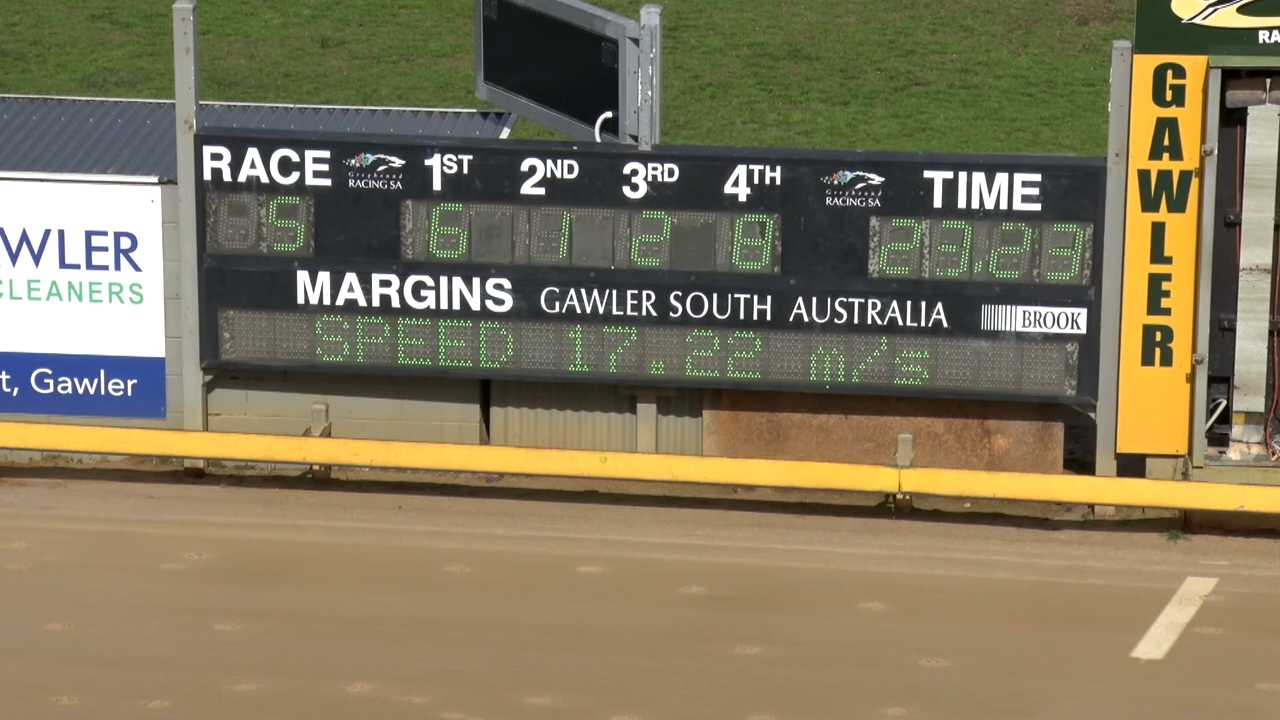 RA
GAWLER
RACE 1ST 2ND 3RD 4TH TIME
Greyhound RACING SA
Greyhound RACING SA
5 6 1 2 8 23.23
MARGINS GAWLER SOUTH AUSTRALIA BROOK
SPEED 17.22 m/s
WLER
CLEANERS
t, Gawler